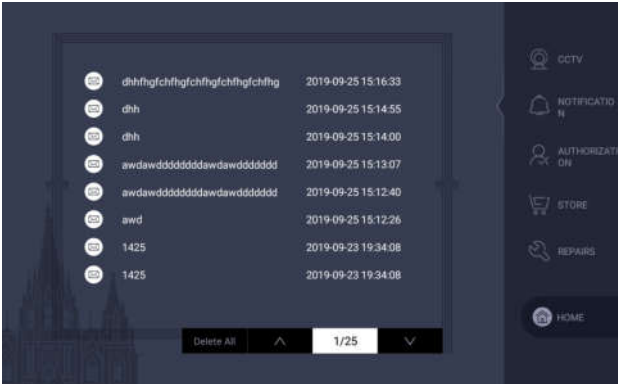 dhhfhgfchfhgfchfhgfchfhgfchfhg 2019-09-25 15:16:33
dhh 2019-09-25 15:14:55
dhh 2019-09-25 15:14:00
awdawddddddddawdawddddddd 2019-09-25 15:13:07
awdawddddddddawdawddddddd 2019-09-25 15:12:40
awd 2019-09-25 15:12:26
1425 2019-09-23 19:34:08
1425 2019-09-23 19:34:08
Delete All 1/25
CCTV
NOTIFICATIO
N
AUTHORIZATI
ON
STORE
REPAIRS
HOME